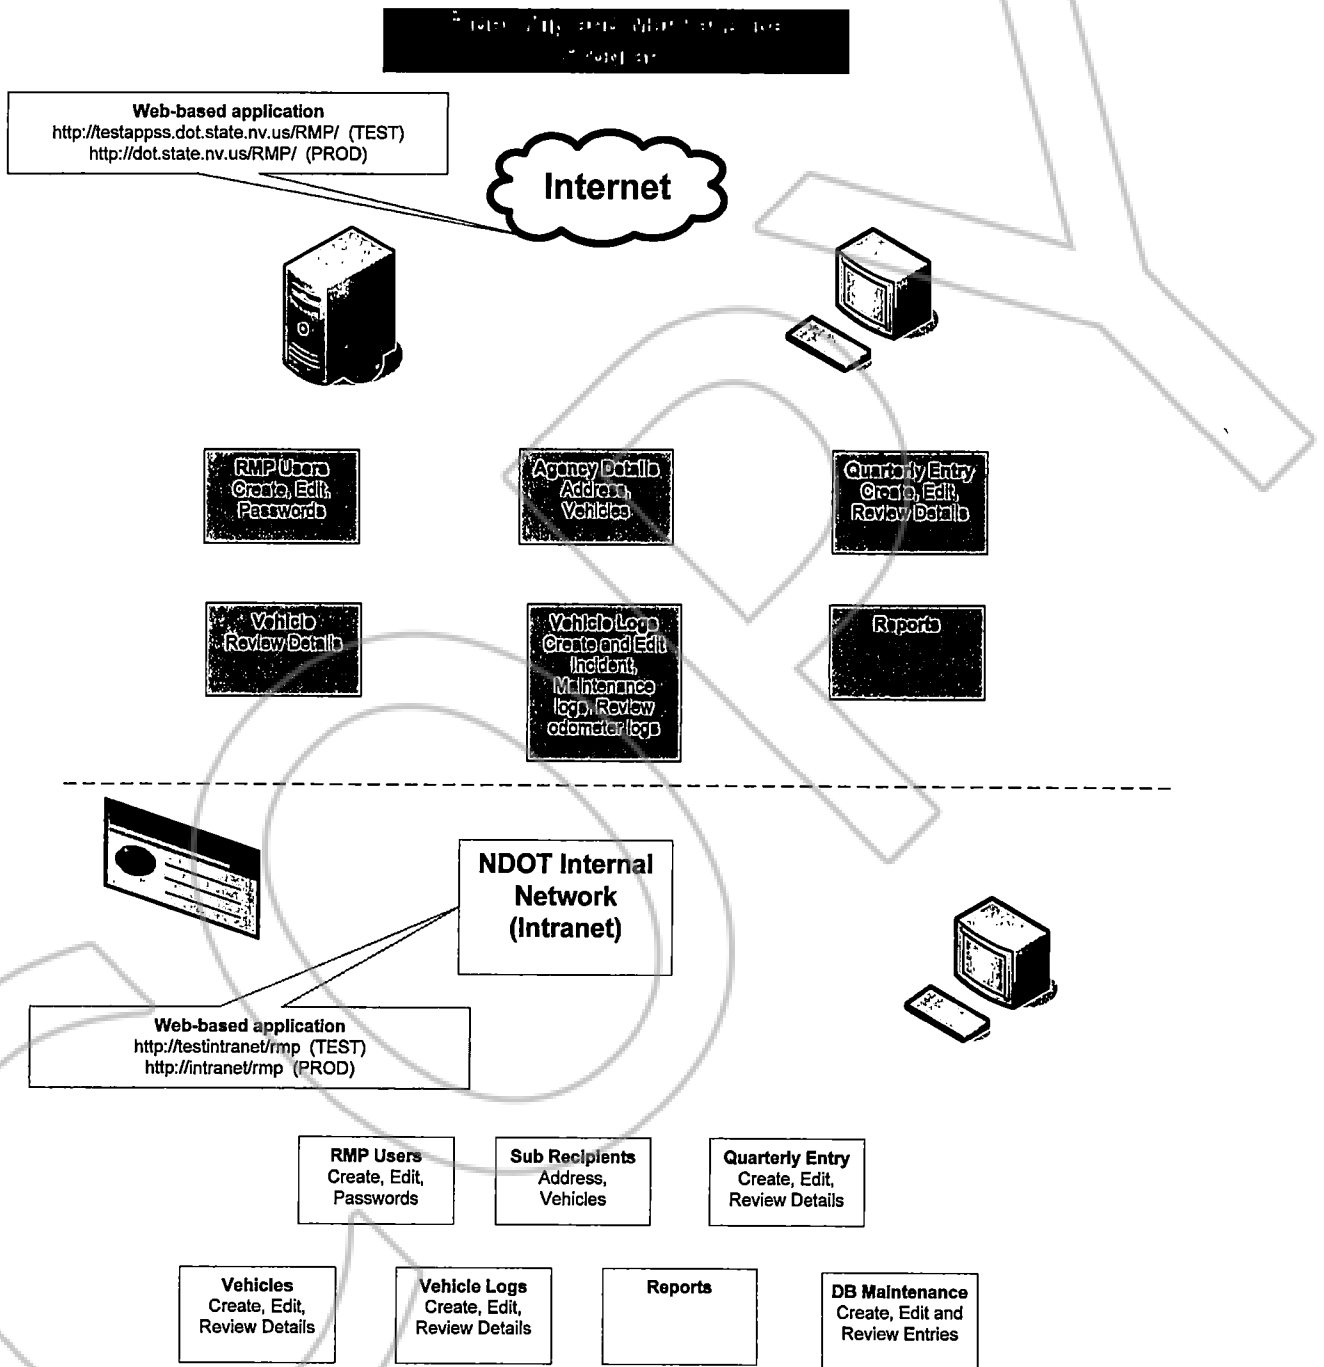 Web-based application
http://testappss.dot.state.nv.us/RMP/ (TEST)
http://dot.state.nv.us/RMP/ (PROD)
Internet
RMP Users
Create, Edit,
Passwords
Agency Details
Address,
Vehicles
Quarterly Entry
Create, Edit,
Review Details
Vehicle
Review Details
Vehicle Logs
Create and Edit
Incident,
Maintenance
logs, Review
odometer logs
Reports
NDOT Internal
Network
(Intranet)
Web-based application
http://testintranet/rmp (TEST)
http://intranet/rmp (PROD)
RMP Users
Create, Edit,
Passwords
Sub Recipients
Address,
Vehicles
Quarterly Entry
Create, Edit,
Review Details
Vehicles
Create, Edit,
Review Details
Vehicle Logs
Create, Edit,
Review Details
Reports
DB Maintenance
Create, Edit and
Review Entries
COPY